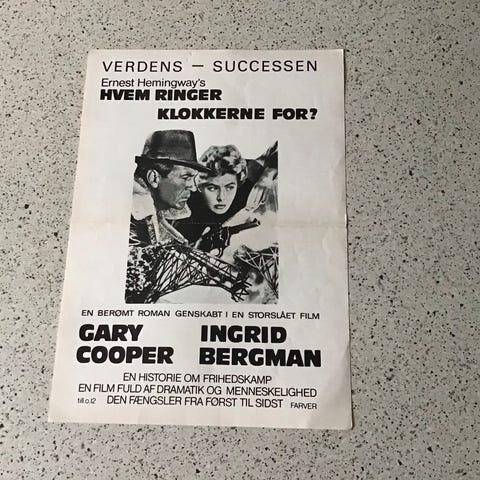 VERDENS — SUCCESSEN
Ernest Hemingway's
HVEM RINGER
KLOKKERNE FOR?
EN BERØMT ROMAN GENSKABT I EN STORSLÅET FILM
GARY INGRID
COOPER BERGMAN
EN HISTORIE OM FRIHEDSKAMP
EN FILM FULD AF DRAMATIK OG MENNESKELIGHED
till o.12 DEN FÆNGSLER FRA FØRST TIL SIDST FARVER